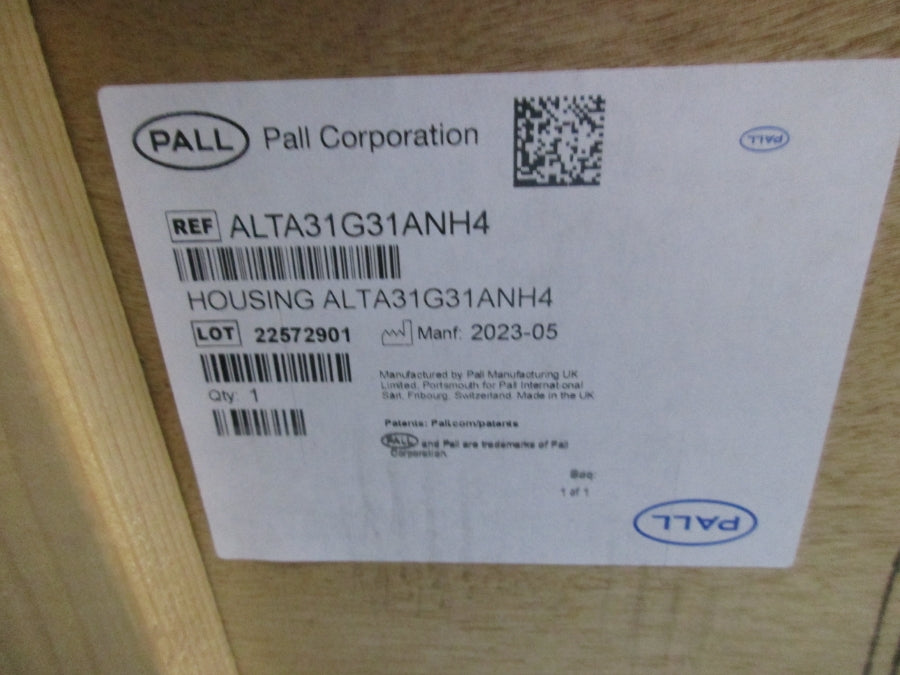 PALL Pall Corporation
PALL
REF ALTA31G31ANH4
HOUSING ALTA31G31ANH4
LOT 22572901 Manf: 2023-05
Manufactured by Pall Manufacturing UK
Limited, Portsmouth for Pall International
Sàrl, Fribourg, Switzerland. Made in the UK
Qty: 1
Patents: Pall.com/patents
PALL and Pall are trademarks of Pall
Corporation.
1 of 1
PALL